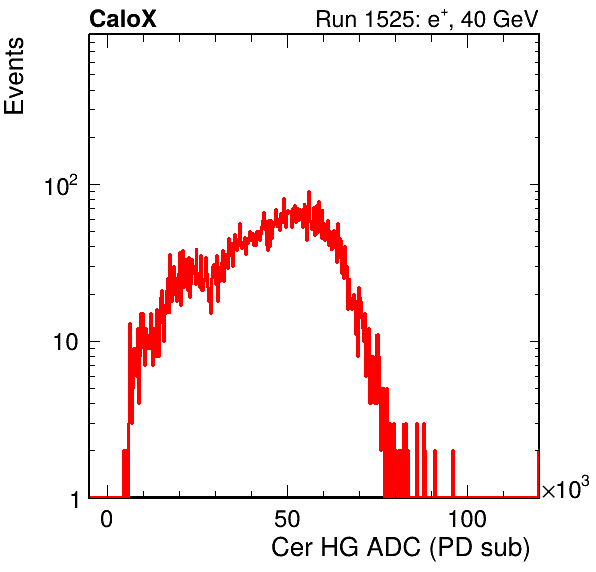 CaloX Run 1525: e⁺, 40 GeV
Events
10²
10
1
0 50 100 ×10³
Cer HG ADC (PD sub)